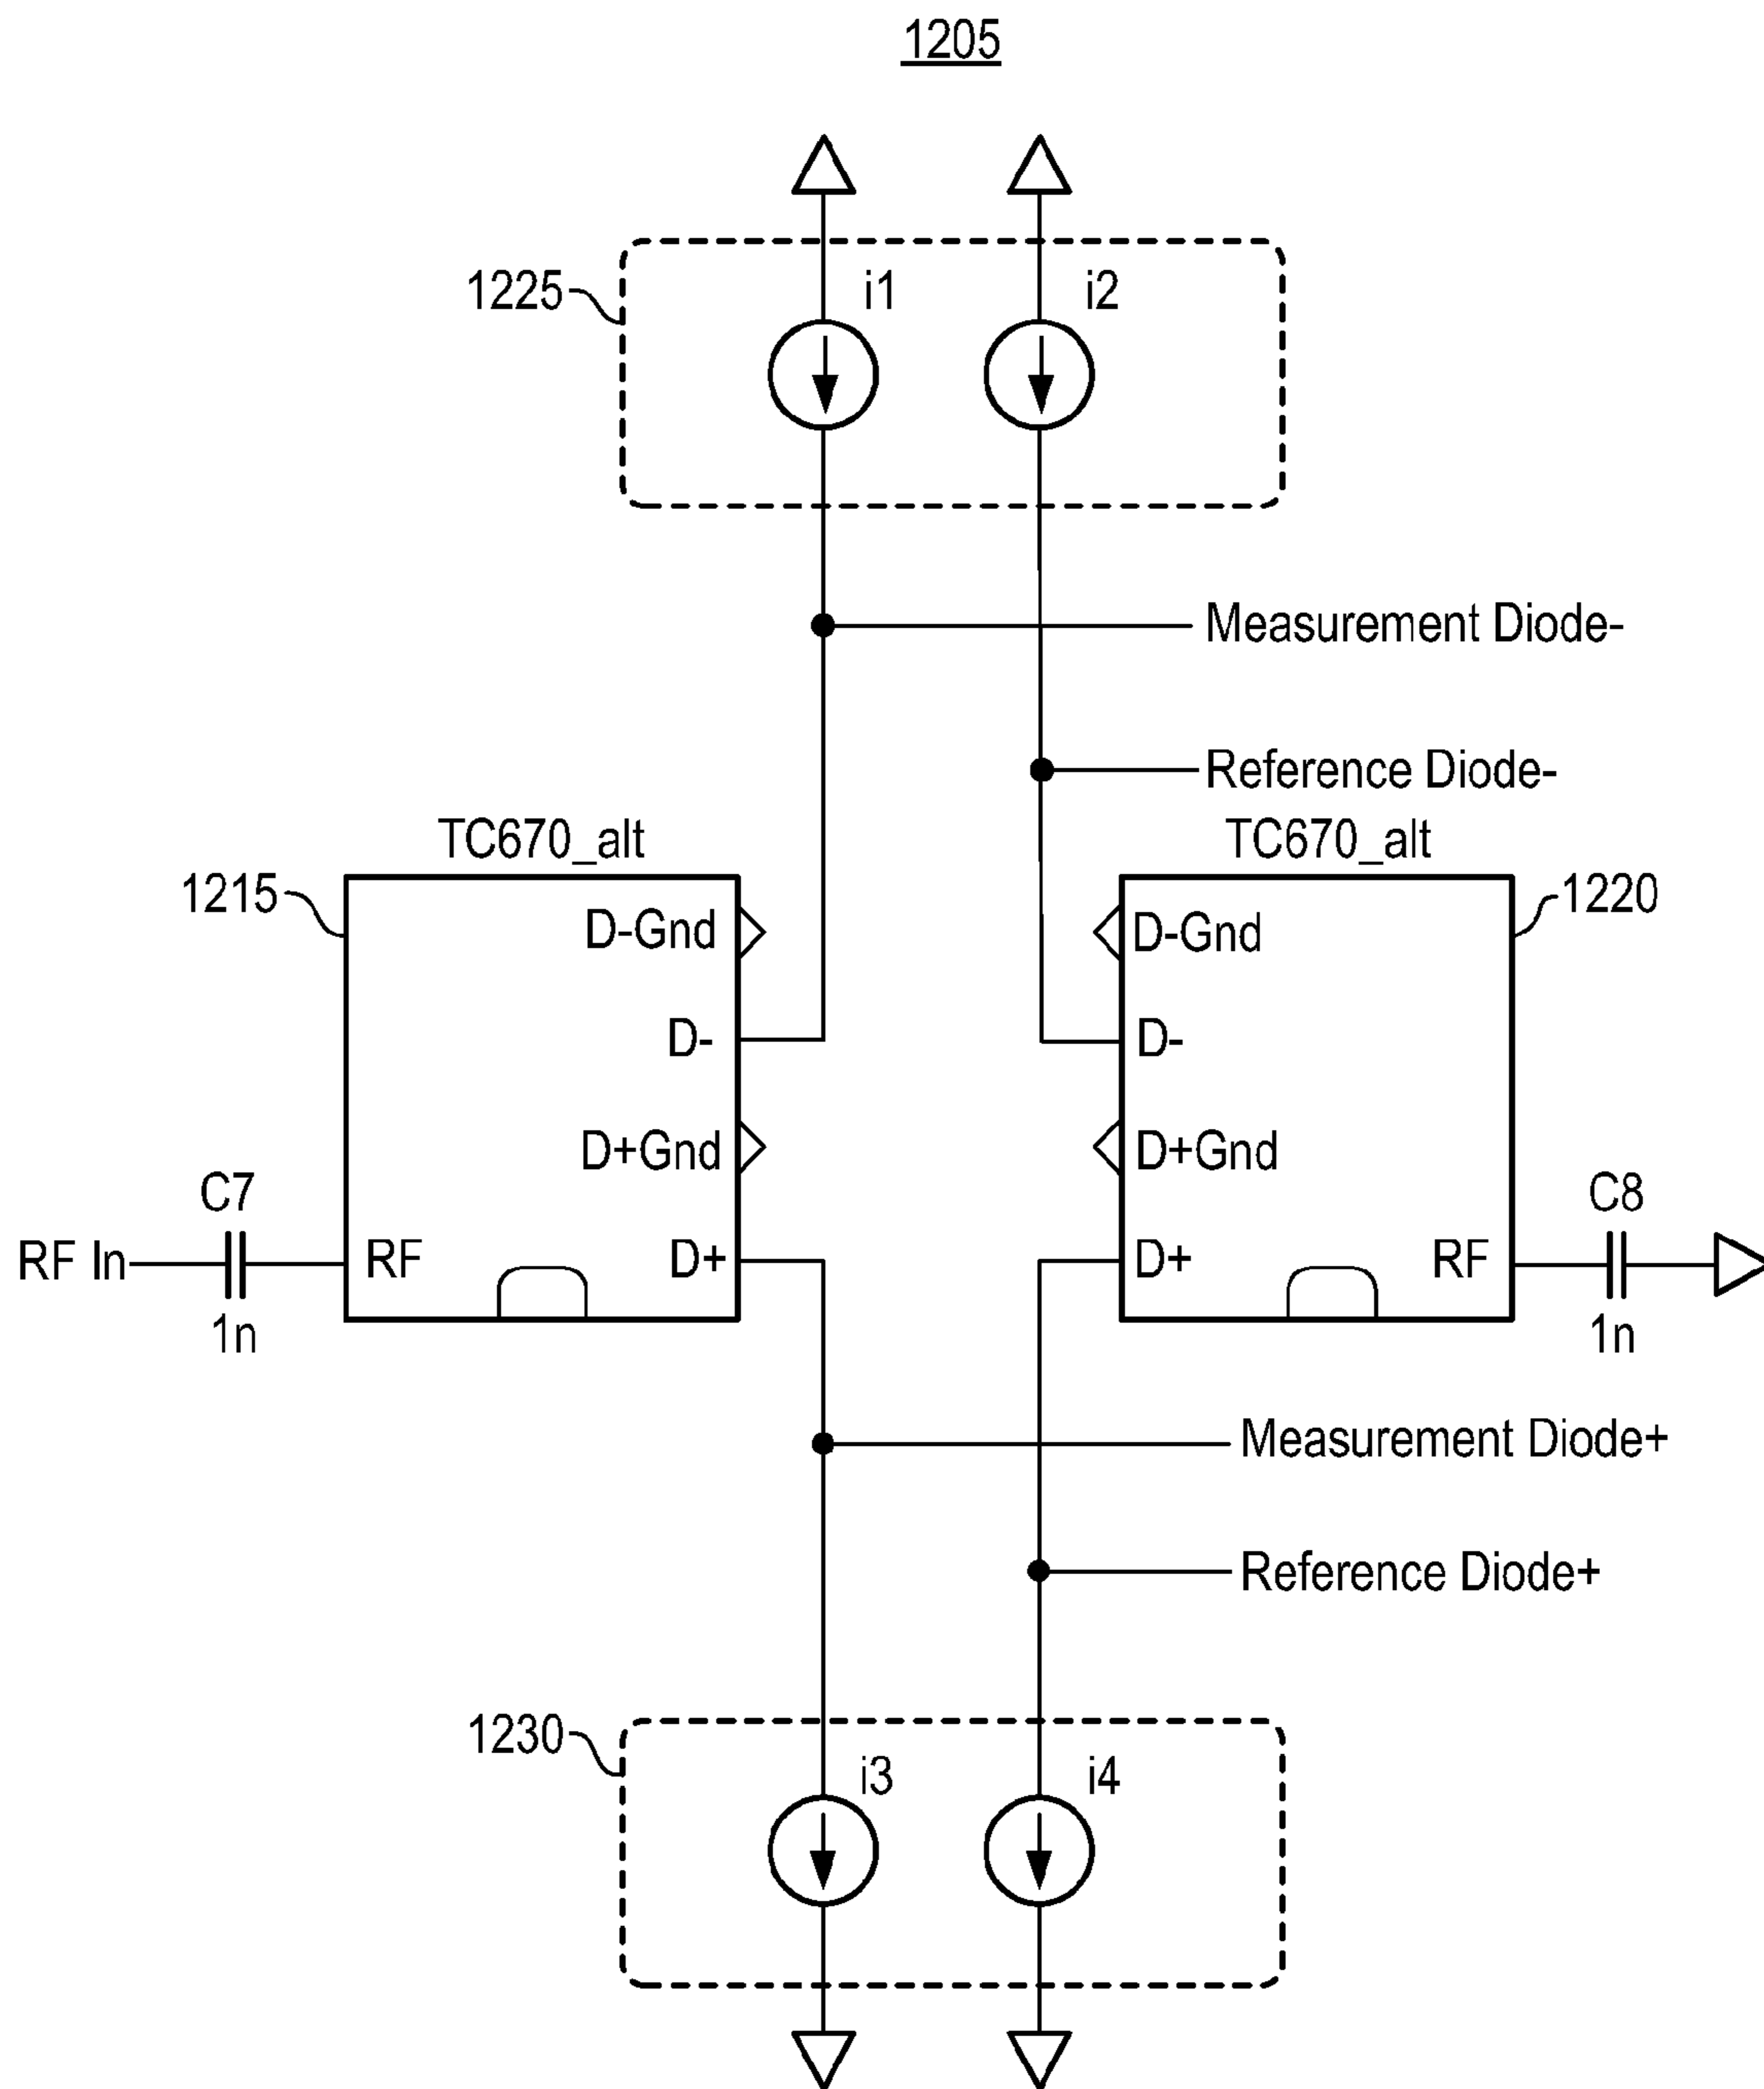 1205
1225
i1
i2
Measurement Diode-
Reference Diode-
TC670_alt
TC670_alt
1215
1220
D-Gnd
D-Gnd
D-
D-
D+Gnd
D+Gnd
C7
C8
RF In
RF
D+
D+
RF
1n
1n
Measurement Diode+
Reference Diode+
1230
i3
i4